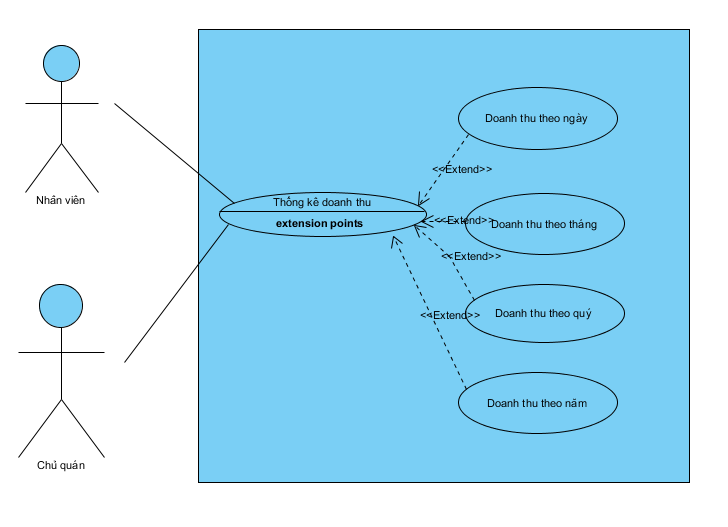 Nhân viên
Chủ quán
Thống kê doanh thu
extension points
Doanh thu theo ngày
<<Extend>>
Doanh thu theo tháng
<<Extend>>
<<Extend>>
Doanh thu theo quý
<<Extend>>
Doanh thu theo năm